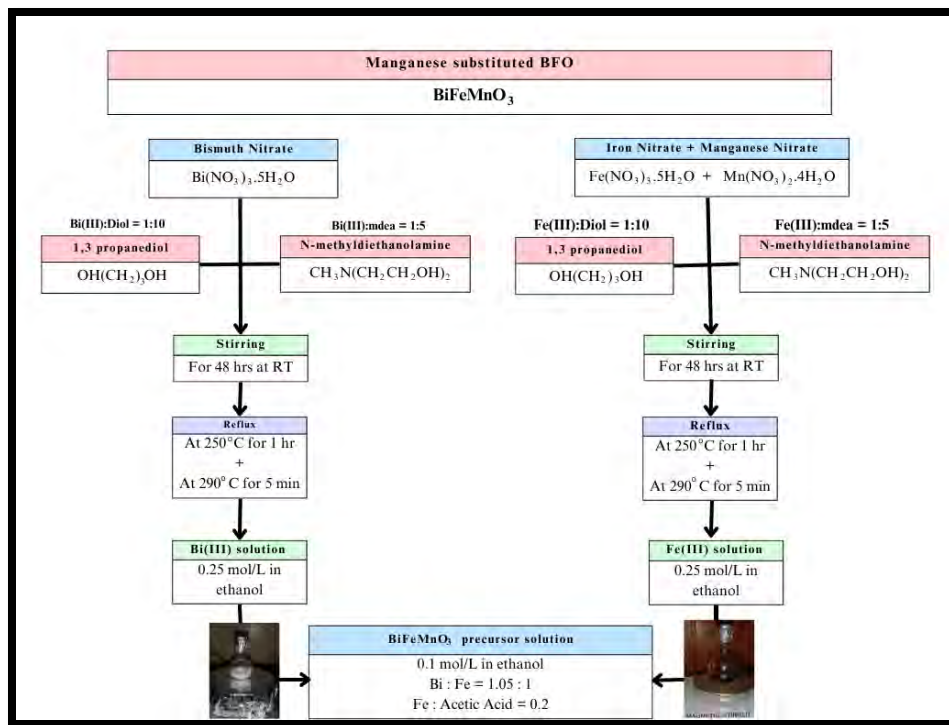 Manganese substituted BFO
BiFeMnO₃
Bismuth Nitrate
Bi(NO₃)₃.5H₂O
Bi(III):Diol = 1:10
Bi(III):mdea = 1:5
1,3 propanediol
OH(CH₂)₃OH
N-methyldiethanolamine
CH₃N(CH₂CH₂OH)₂
Stirring
For 48 hrs at RT
Reflux
At 250°C for 1 hr
+
At 290°C for 5 min
Bi(III) solution
0.25 mol/L in
ethanol
Iron Nitrate + Manganese Nitrate
Fe(NO₃)₃.5H₂O + Mn(NO₃)₂.4H₂O
Fe(III):Diol = 1:10
Fe(III):mdea = 1:5
1,3 propanediol
OH(CH₂)₃OH
N-methyldiethanolamine
CH₃N(CH₂CH₂OH)₂
Stirring
For 48 hrs at RT
Reflux
At 250°C for 1 hr
+
At 290°C for 5 min
Fe(III) solution
0.25 mol/L in
ethanol
BiFeMnO₃ precursor solution
0.1 mol/L in ethanol
Bi : Fe = 1.05 : 1
Fe : Acetic Acid = 0.2